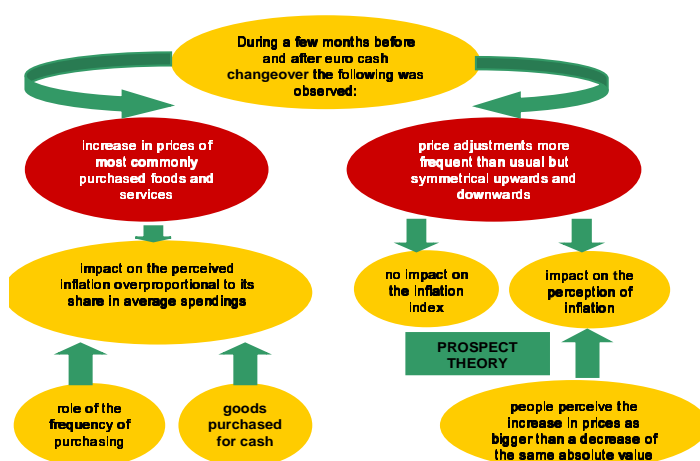 During a few months before
and after euro cash
changeover the following was
observed:
increase in prices of
most commonly
purchased foods and
services
price adjustments more
frequent than usual but
symmetrical upwards and
downwards
impact on the perceived
inflation overproportional to its
share in average spendings
no impact on
the inflation
index
impact on the
perception of
inflation
PROSPECT
THEORY
role of the
frequency of
purchasing
goods
purchased
for cash
people perceive the
increase in prices as
bigger than a decrease of
the same absolute value